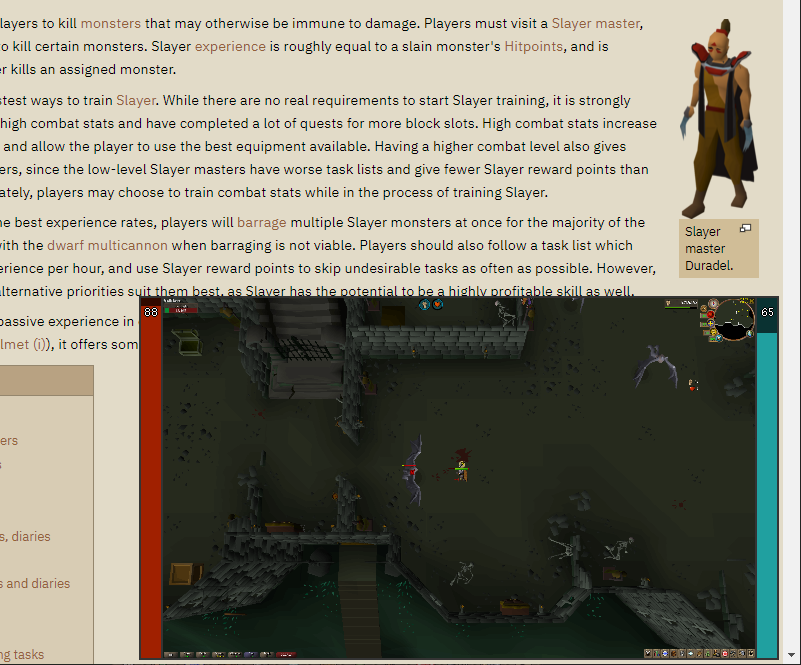 layers to kill monsters that may otherwise be immune to damage. Players must visit a Slayer master,
o kill certain monsters. Slayer experience is roughly equal to a slain monster's Hitpoints, and is
er kills an assigned monster.
stest ways to train Slayer. While there are no real requirements to start Slayer training, it is strongly
high combat stats and have completed a lot of quests for more block slots. High combat stats increase
and allow the player to use the best equipment available. Having a higher combat level also gives
ers, since the low-level Slayer masters have worse task lists and give fewer Slayer reward points than
ately, players may choose to train combat stats while in the process of training Slayer.
Slayer
master
Duradel.
he best experience rates, players will barrage multiple Slayer monsters at once for the majority of the
with the dwarf multicannon when barraging is not viable. Players should also follow a task list which
erience per hour, and use Slayer reward points to skip undesirable tasks as often as possible. However,
alternative priorities suit them best, as Slayer has the potential to be a highly profitable skill as well.
passive experience in
lmet (i)), it offers som
88
65
ers
s
s, diaries
s and diaries
ng tasks